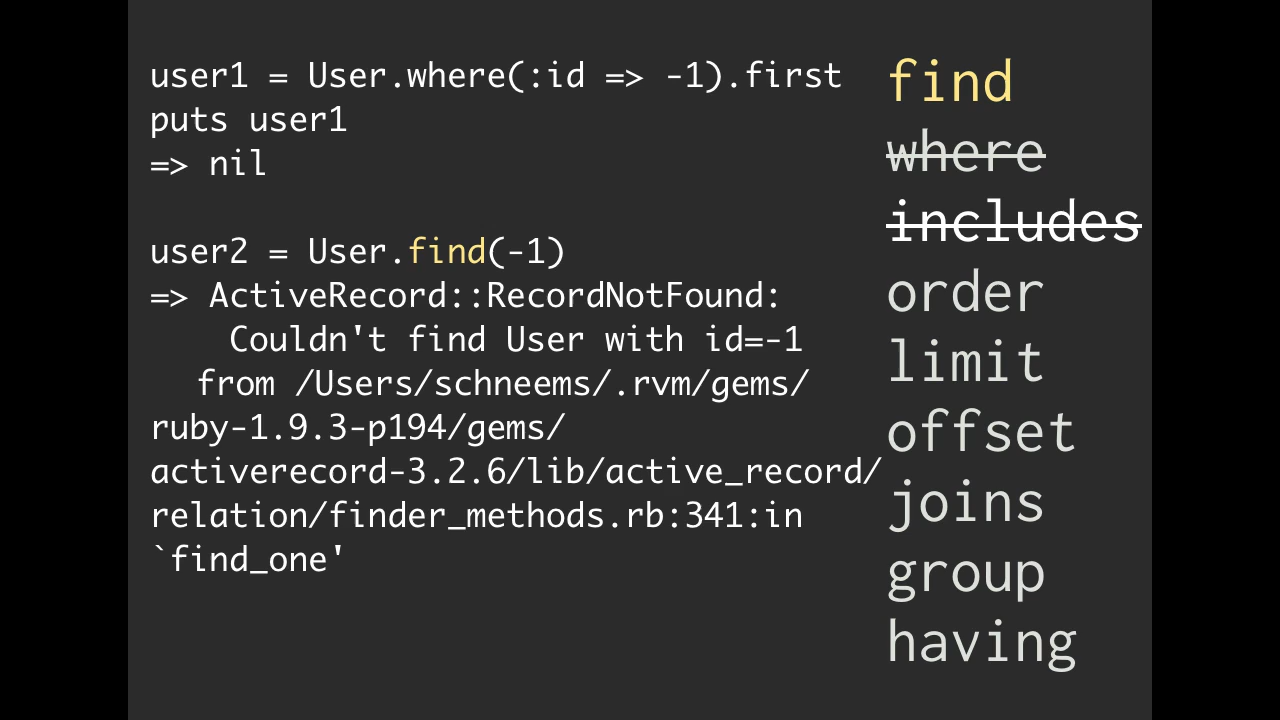 user1 = User.where(:id => -1).first
puts user1
=> nil
user2 = User.find(-1)
=> ActiveRecord::RecordNotFound:
Couldn't find User with id=-1
from /Users/schneems/.rvm/gems/
ruby-1.9.3-p194/gems/
activerecord-3.2.6/lib/active_record/
relation/finder_methods.rb:341:in
`find_one'
find
where
includes
order
limit
offset
joins
group
having